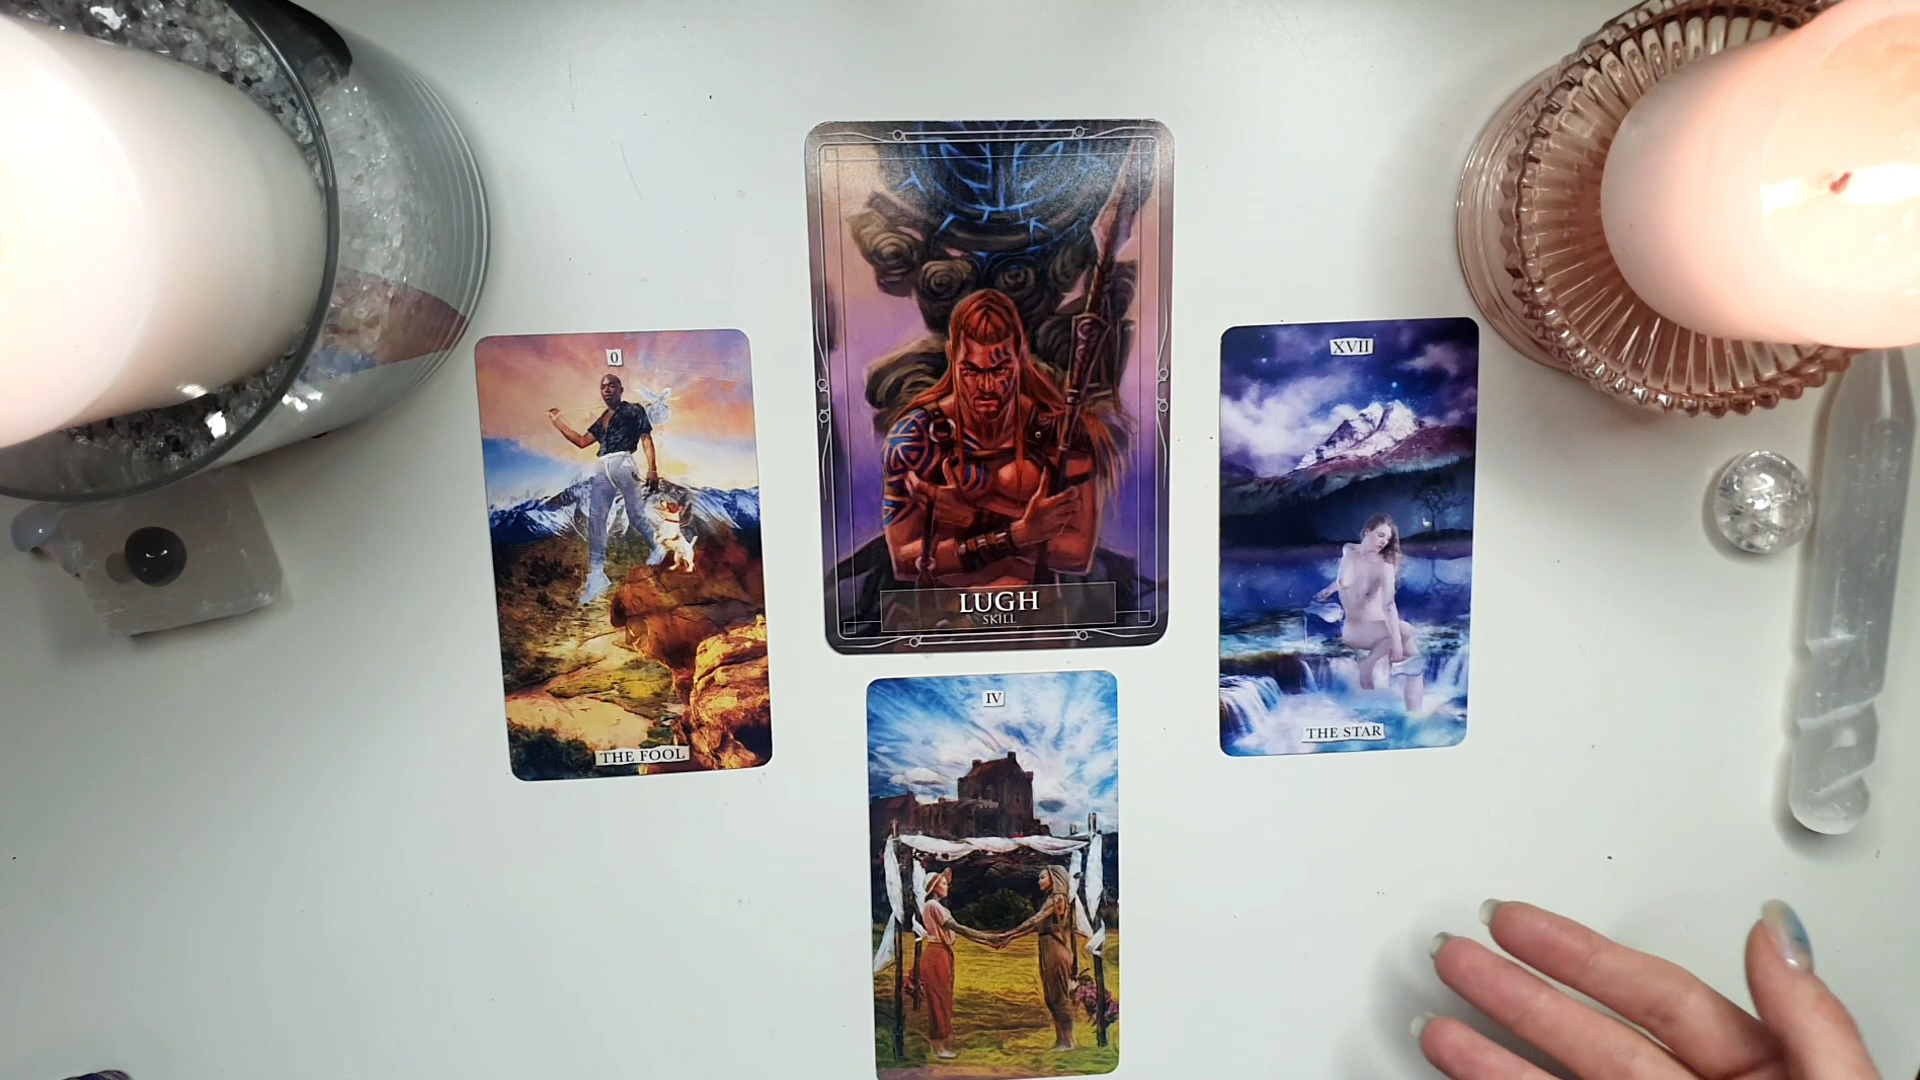 0
THE FOOL
LUGH
SKILL
IV
XVII
THE STAR